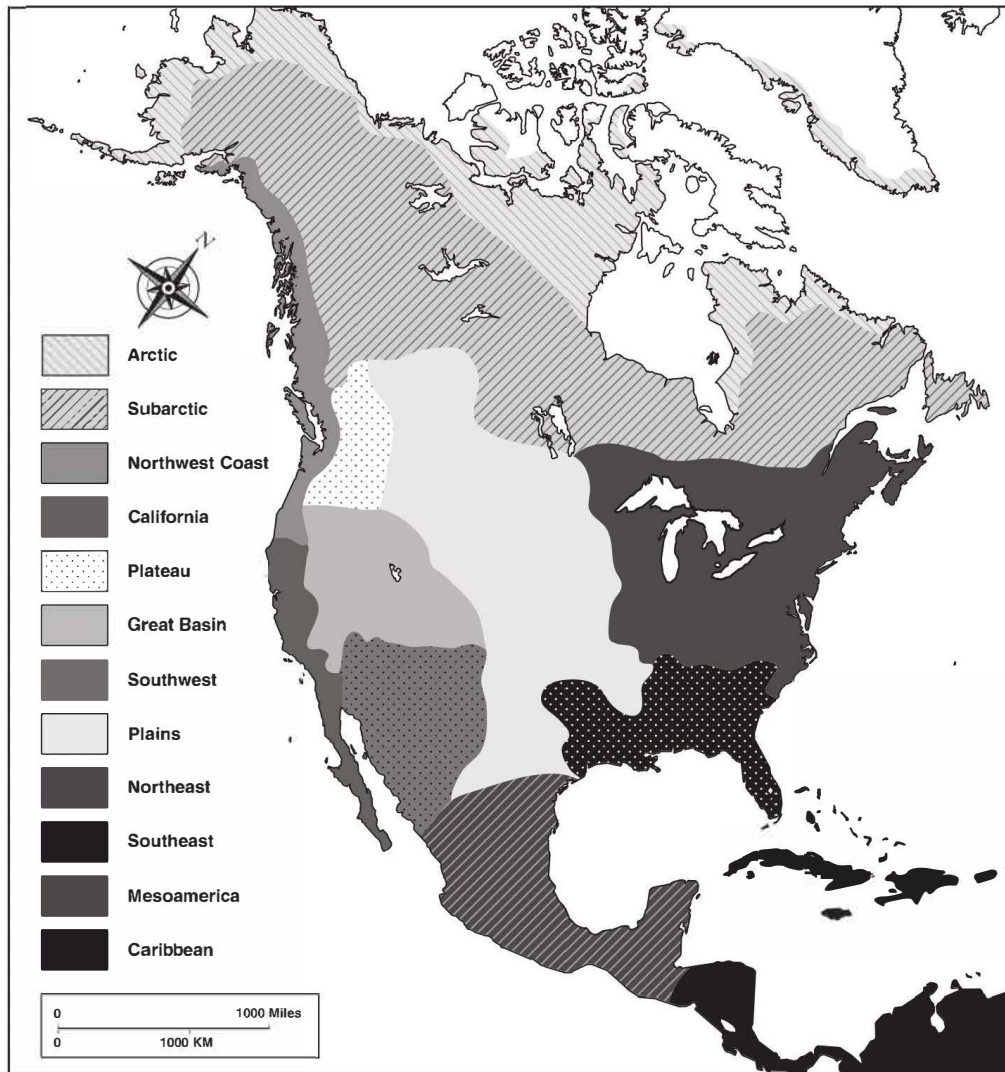 N
Arctic
Subarctic
Northwest Coast
California
Plateau
Great Basin
Southwest
Plains
Northeast
Southeast
Mesoamerica
Caribbean
0 1000 Miles
0 1000 KM